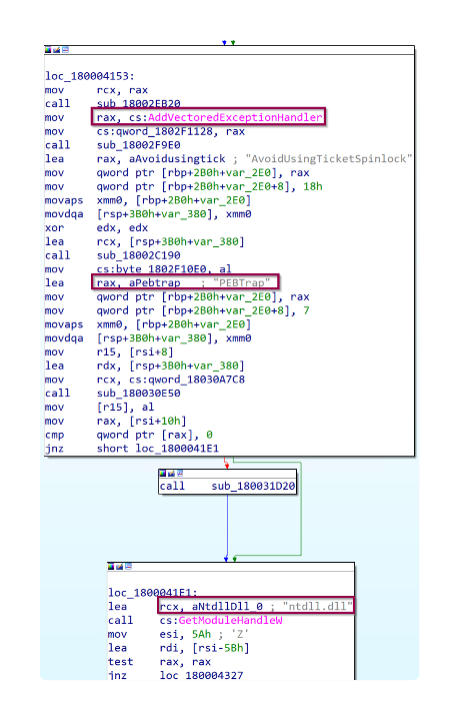 loc_180004153:
mov rcx, rax
call sub_18002EB20
mov rax, cs:AddVectoredExceptionHandler
mov cs:qword_1802F1128, rax
call sub_18002F9E0
lea rax, aAvoidusingtick ; "AvoidUsingTicketSpinlock"
mov qword ptr [rbp+2B0h+var_2E0], rax
mov qword ptr [rbp+2B0h+var_2E0+8], 18h
movaps xmm0, [rbp+2B0h+var_2E0]
movdqa [rsp+3B0h+var_380], xmm0
xor edx, edx
lea rcx, [rsp+3B0h+var_380]
call sub_18002C190
mov cs:byte_1802F10E0, al
lea rax, aPebtrap ; "PEBTrap"
mov qword ptr [rbp+2B0h+var_2E0], rax
mov qword ptr [rbp+2B0h+var_2E0+8], 7
movaps xmm0, [rbp+2B0h+var_2E0]
movdqa [rsp+3B0h+var_380], xmm0
mov r15, [rsi+8]
lea rdx, [rsp+3B0h+var_380]
mov rcx, cs:qword_18030A7C8
call sub_180030E50
mov [r15], al
mov rax, [rsi+10h]
cmp qword ptr [rax], 0
jnz short loc_1800041E1
call sub_180031D20
loc_1800041E1:
lea rcx, aNtdllDll_0 ; "ntdll.dll"
call cs:GetModuleHandleW
mov esi, 5Ah ; 'Z'
lea rdi, [rsi-5Bh]
test rax, rax
jnz loc_180004327